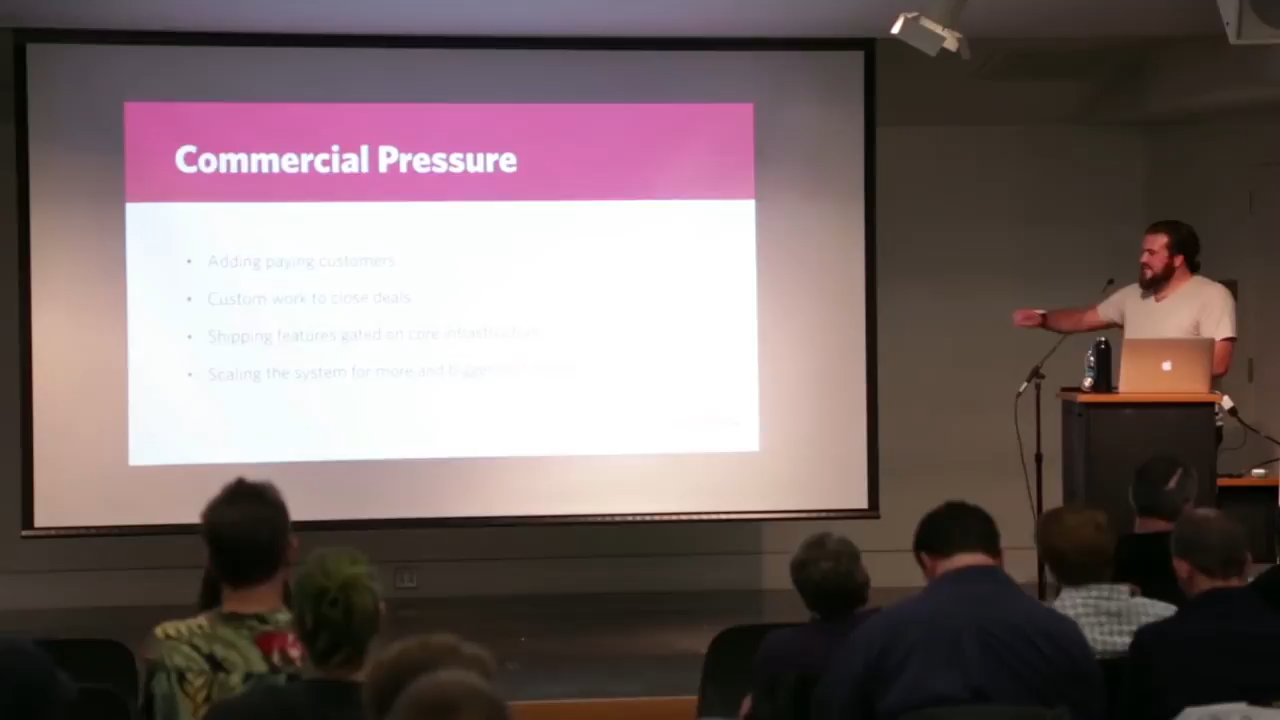 Commercial Pressure
• Adding paying customers
• Custom work to close deals
• Shipping features gated on core infrastructure
• Scaling the system for more and bigger